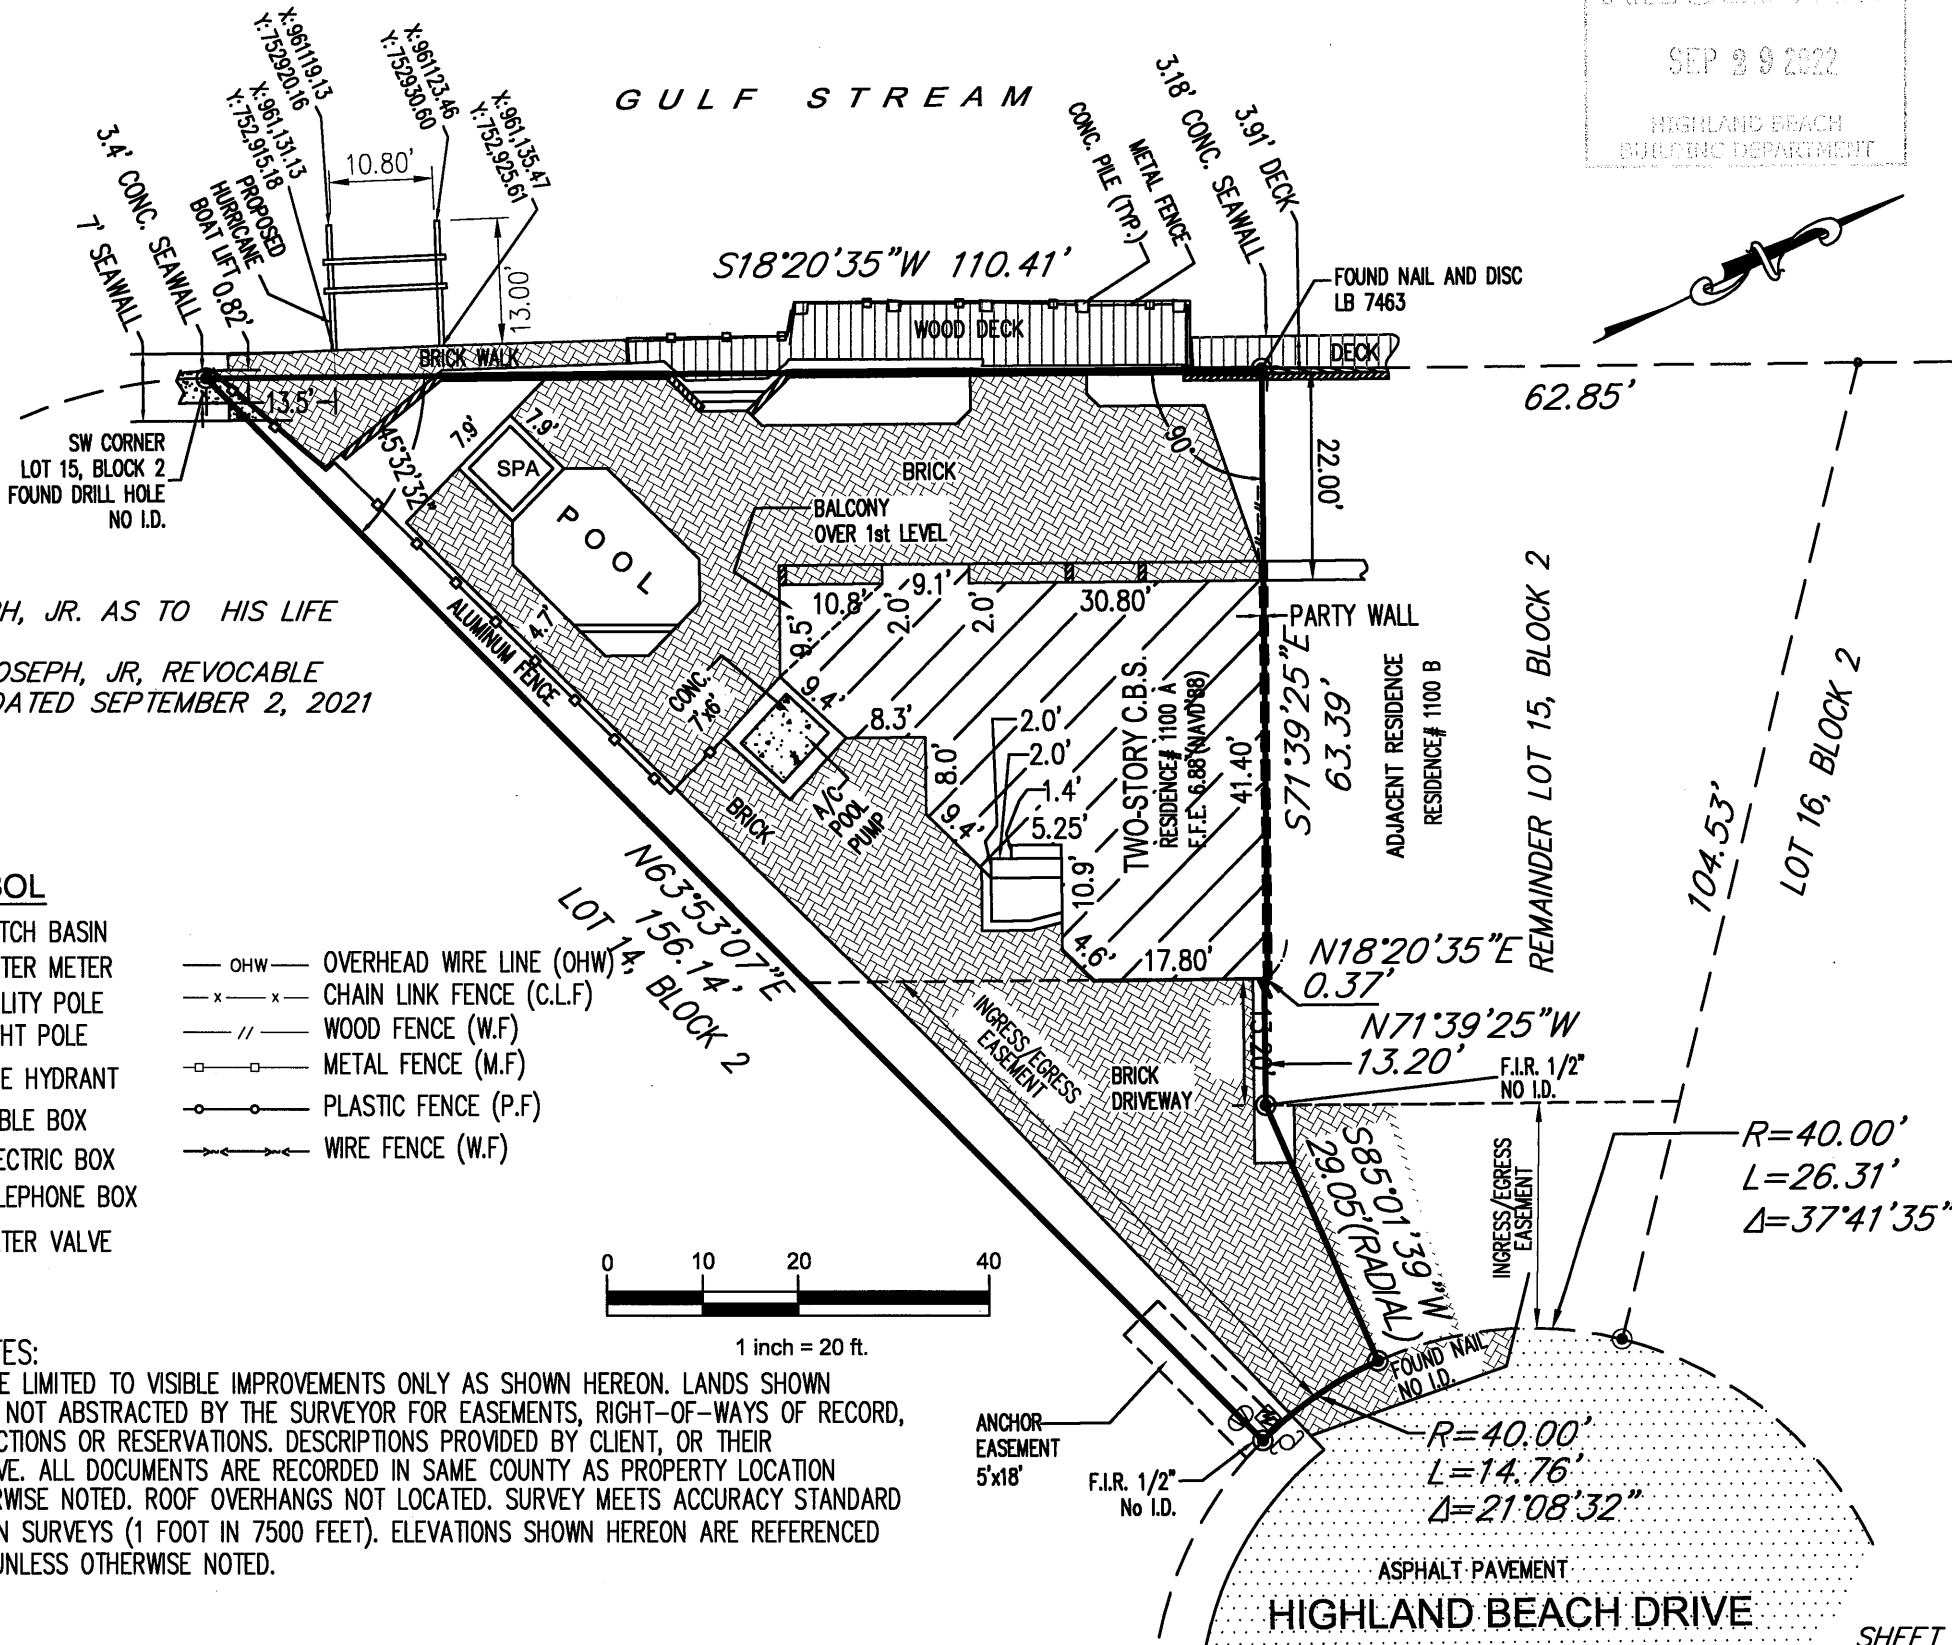 SEP 29 2022
HIGHLAND BEACH
BUILDING DEPARTMENT
GULF STREAM
X:961119.13
Y:752920.16
X:961,131.13
Y:752,915.18
X:961123.46
Y:752930.60
X:961,135.47
Y:752,925.61
10.80'
13.00'
PROPOSED
HURRICANE
BOAT LIFT
0.82'
3.4' CONC. SEAWALL
7' SEAWALL
S18°20'35"W 110.41'
CONC. PILE (TYP.)
METAL FENCE
3.18' CONC. SEAWALL
3.91' DECK
FOUND NAIL AND DISC
LB 7463
WOOD DECK
BRICK WALK
DECK
62.85'
13.5'
SW CORNER
LOT 15, BLOCK 2
FOUND DRILL HOLE
NO I.D.
45°32'32"
7.9'
7.9'
SPA
POOL
BRICK
90°
22.00'
BALCONY
OVER 1st LEVEL
10.8'
9.1'
2.0'
2.0'
30.80'
9.5'
9.4'
PARTY WALL
H, JR. AS TO HIS LIFE
OSEPH, JR, REVOCABLE
DATED SEPTEMBER 2, 2021
ALUMINUM FENCE
4.7'
CONC.
7'x6'
8.3'
8.0'
9.4'
2.0'
2.0'
1.4'
5.25'
10.9'
4.6'
17.80'
TWO-STORY C.B.S.
RESIDENCE# 1100 A
F.F.E. 6.88'(NAVD'88)
41.40'
S71°39'25"E
63.39'
ADJACENT RESIDENCE
RESIDENCE# 1100 B
REMAINDER LOT 15, BLOCK 2
104.53'
LOT 16, BLOCK 2
A/C
POOL
PUMP
BRICK
N63°53'07"E
156.14'
LOT 14, BLOCK 2
BOL
TCH BASIN
TER METER
LITY POLE
HT POLE
E HYDRANT
BLE BOX
ECTRIC BOX
LEPHONE BOX
TER VALVE
OHW OVERHEAD WIRE LINE (OHW)
x x CHAIN LINK FENCE (C.L.F)
// WOOD FENCE (W.F)
METAL FENCE (M.F)
PLASTIC FENCE (P.F)
WIRE FENCE (W.F)
N18°20'35"E
0.37'
13.20'
N71°39'25"W
13.20'
F.I.R. 1/2"
NO I.D.
INGRESS/EGRESS
EASEMENT
BRICK
DRIVEWAY
S85°01'39"W
29.05'(RADIAL)
INGRESS/EGRESS
EASEMENT
R=40.00'
L=26.31'
Δ=37°41'35"
0 10 20 40
1 inch = 20 ft.
FOUND NAIL
NO I.D.
ANCHOR
EASEMENT
5'x18'
F.I.R. 1/2"
No I.D.
R=40.00'
L=14.76'
Δ=21°08'32"
TES:
E LIMITED TO VISIBLE IMPROVEMENTS ONLY AS SHOWN HEREON. LANDS SHOWN
NOT ABSTRACTED BY THE SURVEYOR FOR EASEMENTS, RIGHT-OF-WAYS OF RECORD,
CTIONS OR RESERVATIONS. DESCRIPTIONS PROVIDED BY CLIENT, OR THEIR
VE. ALL DOCUMENTS ARE RECORDED IN SAME COUNTY AS PROPERTY LOCATION
RWISE NOTED. ROOF OVERHANGS NOT LOCATED. SURVEY MEETS ACCURACY STANDARD
N SURVEYS (1 FOOT IN 7500 FEET). ELEVATIONS SHOWN HEREON ARE REFERENCED
UNLESS OTHERWISE NOTED.
ASPHALT PAVEMENT
HIGHLAND BEACH DRIVE
SHEET